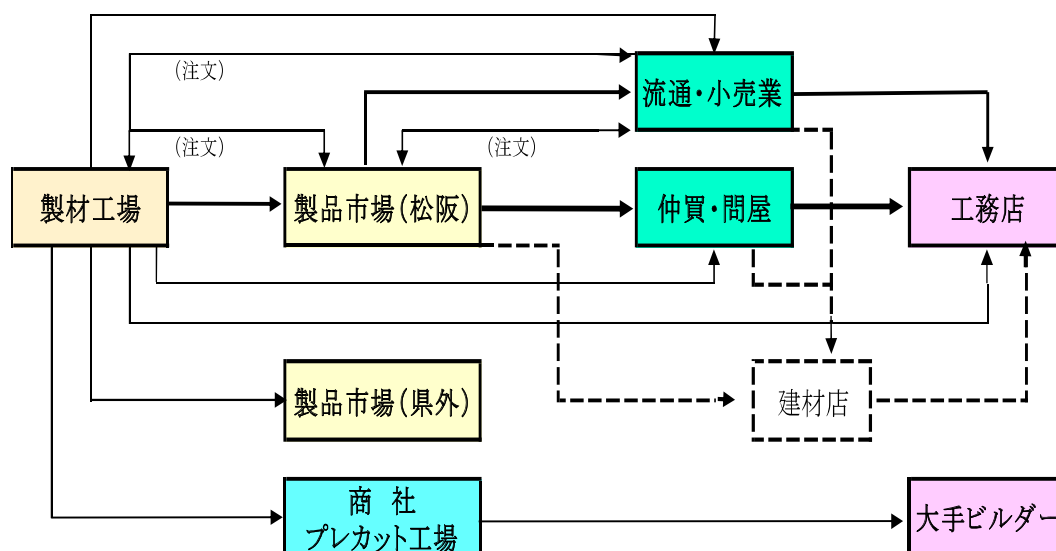 (注文)
流通・小売業
(注文)
(注文)
製材工場
製品市場(松阪)
仲買・問屋
工務店
製品市場(県外)
建材店
商 社
プレカット工場
大手ビルダー